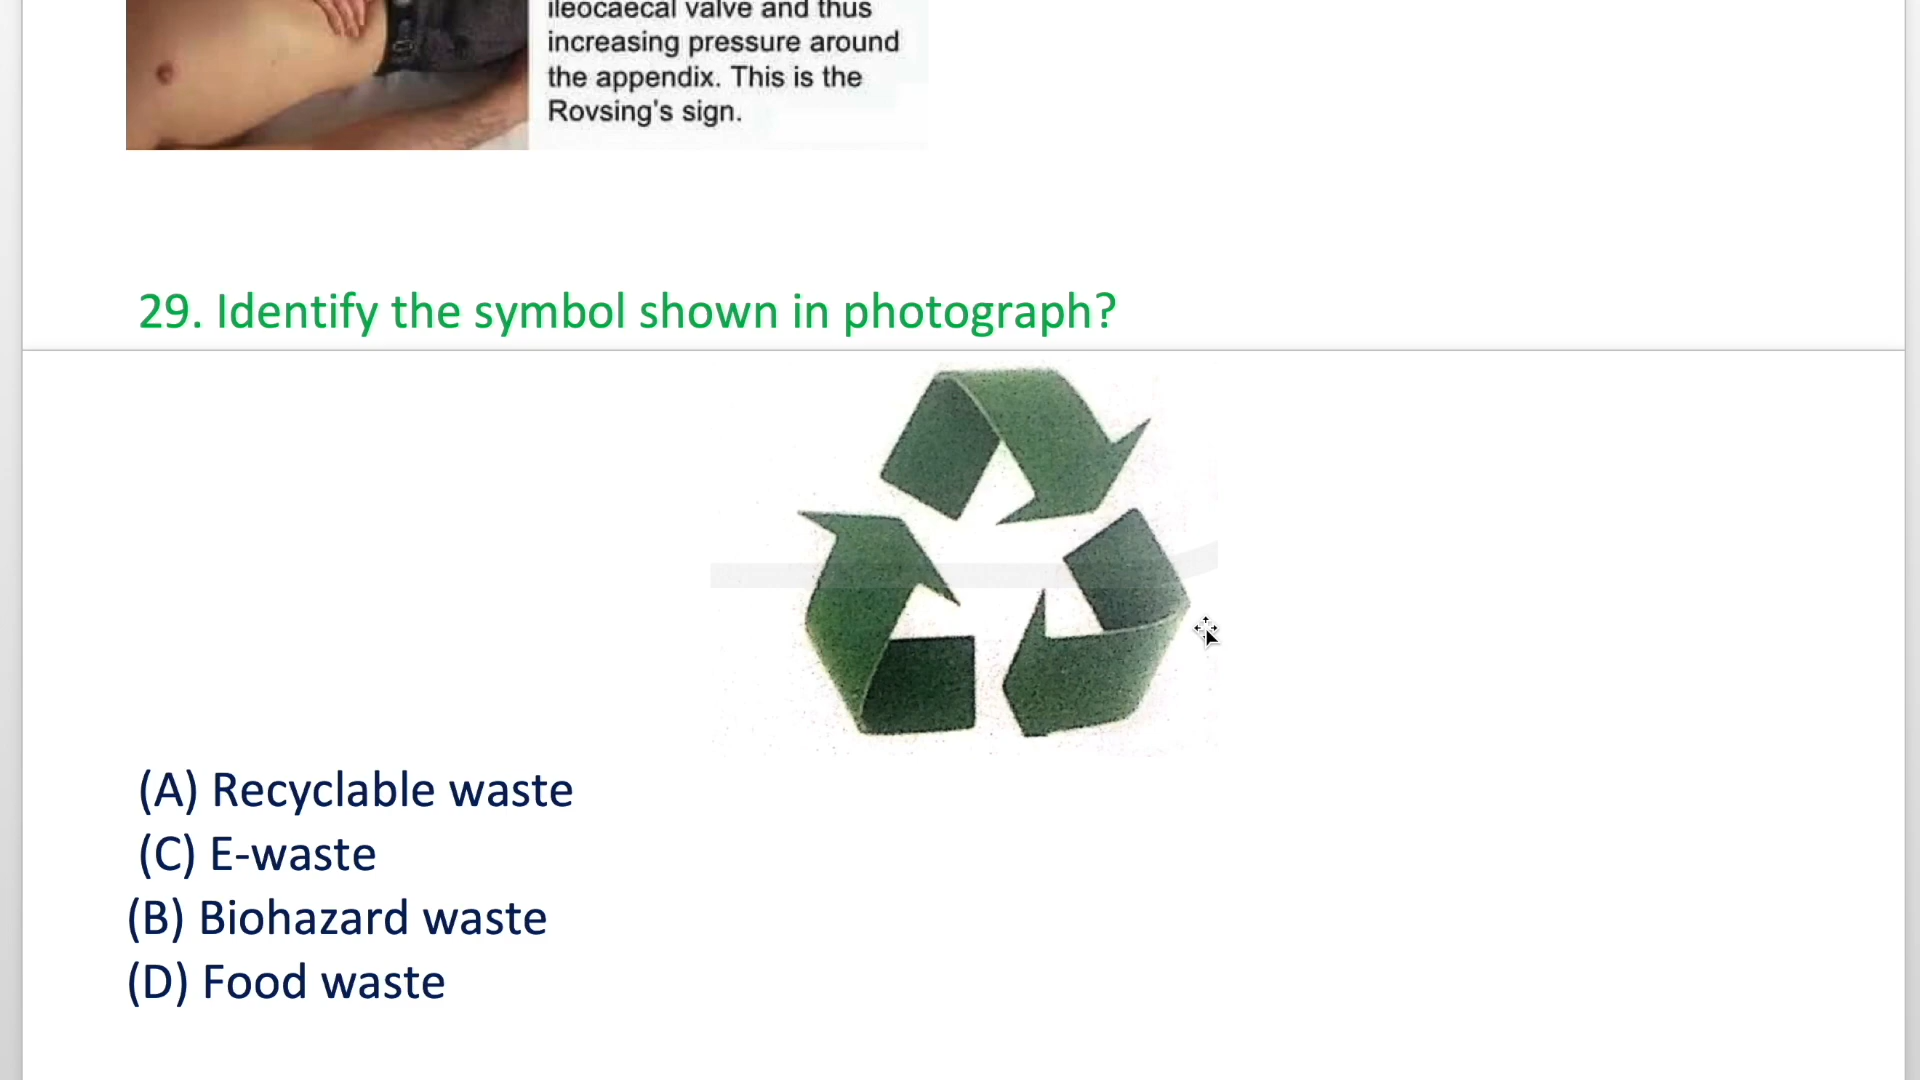 ileocaecal valve and thus
increasing pressure around
the appendix. This is the
Rovsing's sign.
29. Identify the symbol shown in photograph?
(A) Recyclable waste
(C) E-waste
(B) Biohazard waste
(D) Food waste